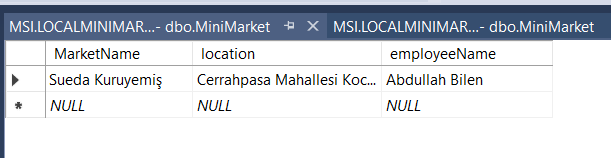 MSI.LOCALMINIMAR...- dbo.MiniMarket MSI.LOCALMINIMAR...- dbo.MiniMarket
MarketName location employeeName
Sueda Kuruyemiş Cerrahpasa Mahallesi Koc... Abdullah Bilen
NULL NULL NULL